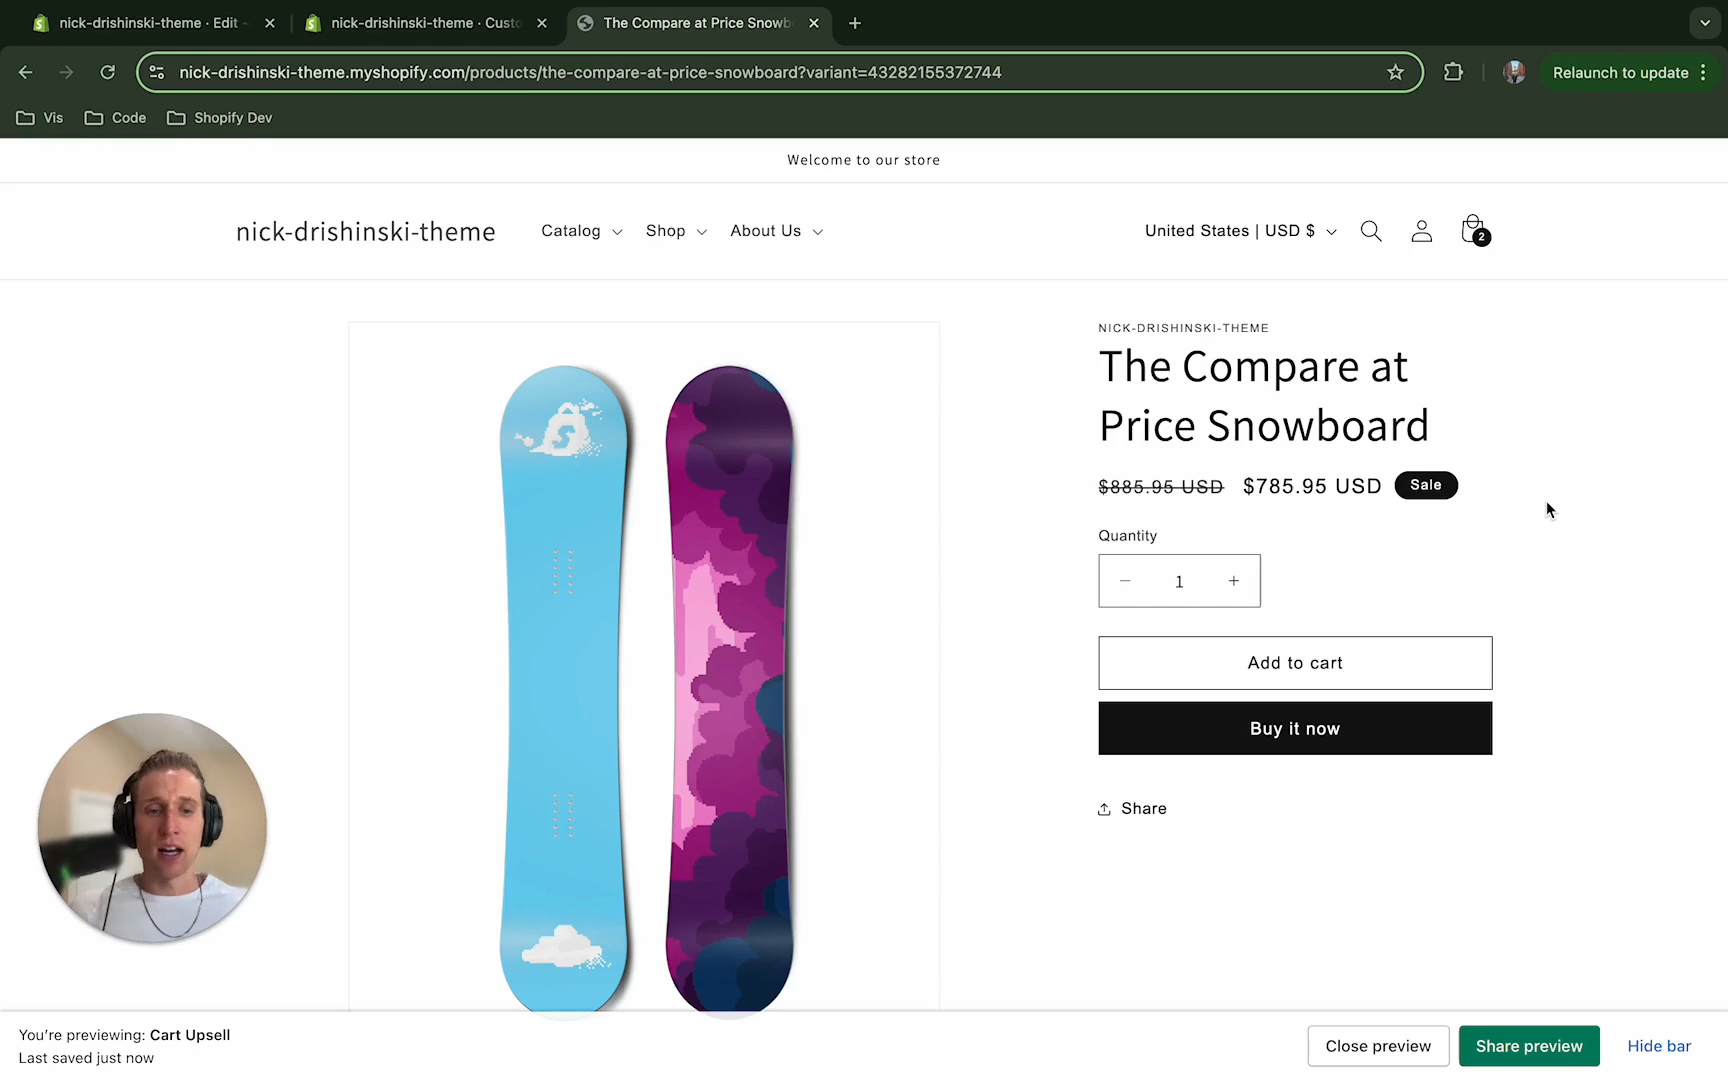 nick-drishinski-theme · Edit
nick-drishinski-theme · Custo
The Compare at Price Snowb
nick-drishinski-theme.myshopify.com/products/the-compare-at-price-snowboard?variant=43282155372744
Relaunch to update
Vis
Code
Shopify Dev
Welcome to our store
nick-drishinski-theme
Catalog
Shop
About Us
United States | USD $
2
NICK-DRISHINSKI-THEME
The Compare at
Price Snowboard
$885.95 USD $785.95 USD Sale
Quantity
− 1 +
Add to cart
Buy it now
Share
You're previewing: Cart Upsell
Last saved just now
Close preview
Share preview
Hide bar